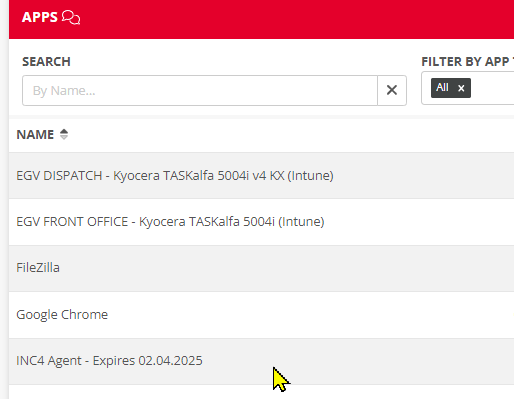 APPS
SEARCH
FILTER BY APP
By Name...
All
NAME
EGV DISPATCH - Kyocera TASKalfa 5004i v4 KX (Intune)
EGV FRONT OFFICE - Kyocera TASKalfa 5004i (Intune)
FileZilla
Google Chrome
INC4 Agent - Expires 02.04.2025